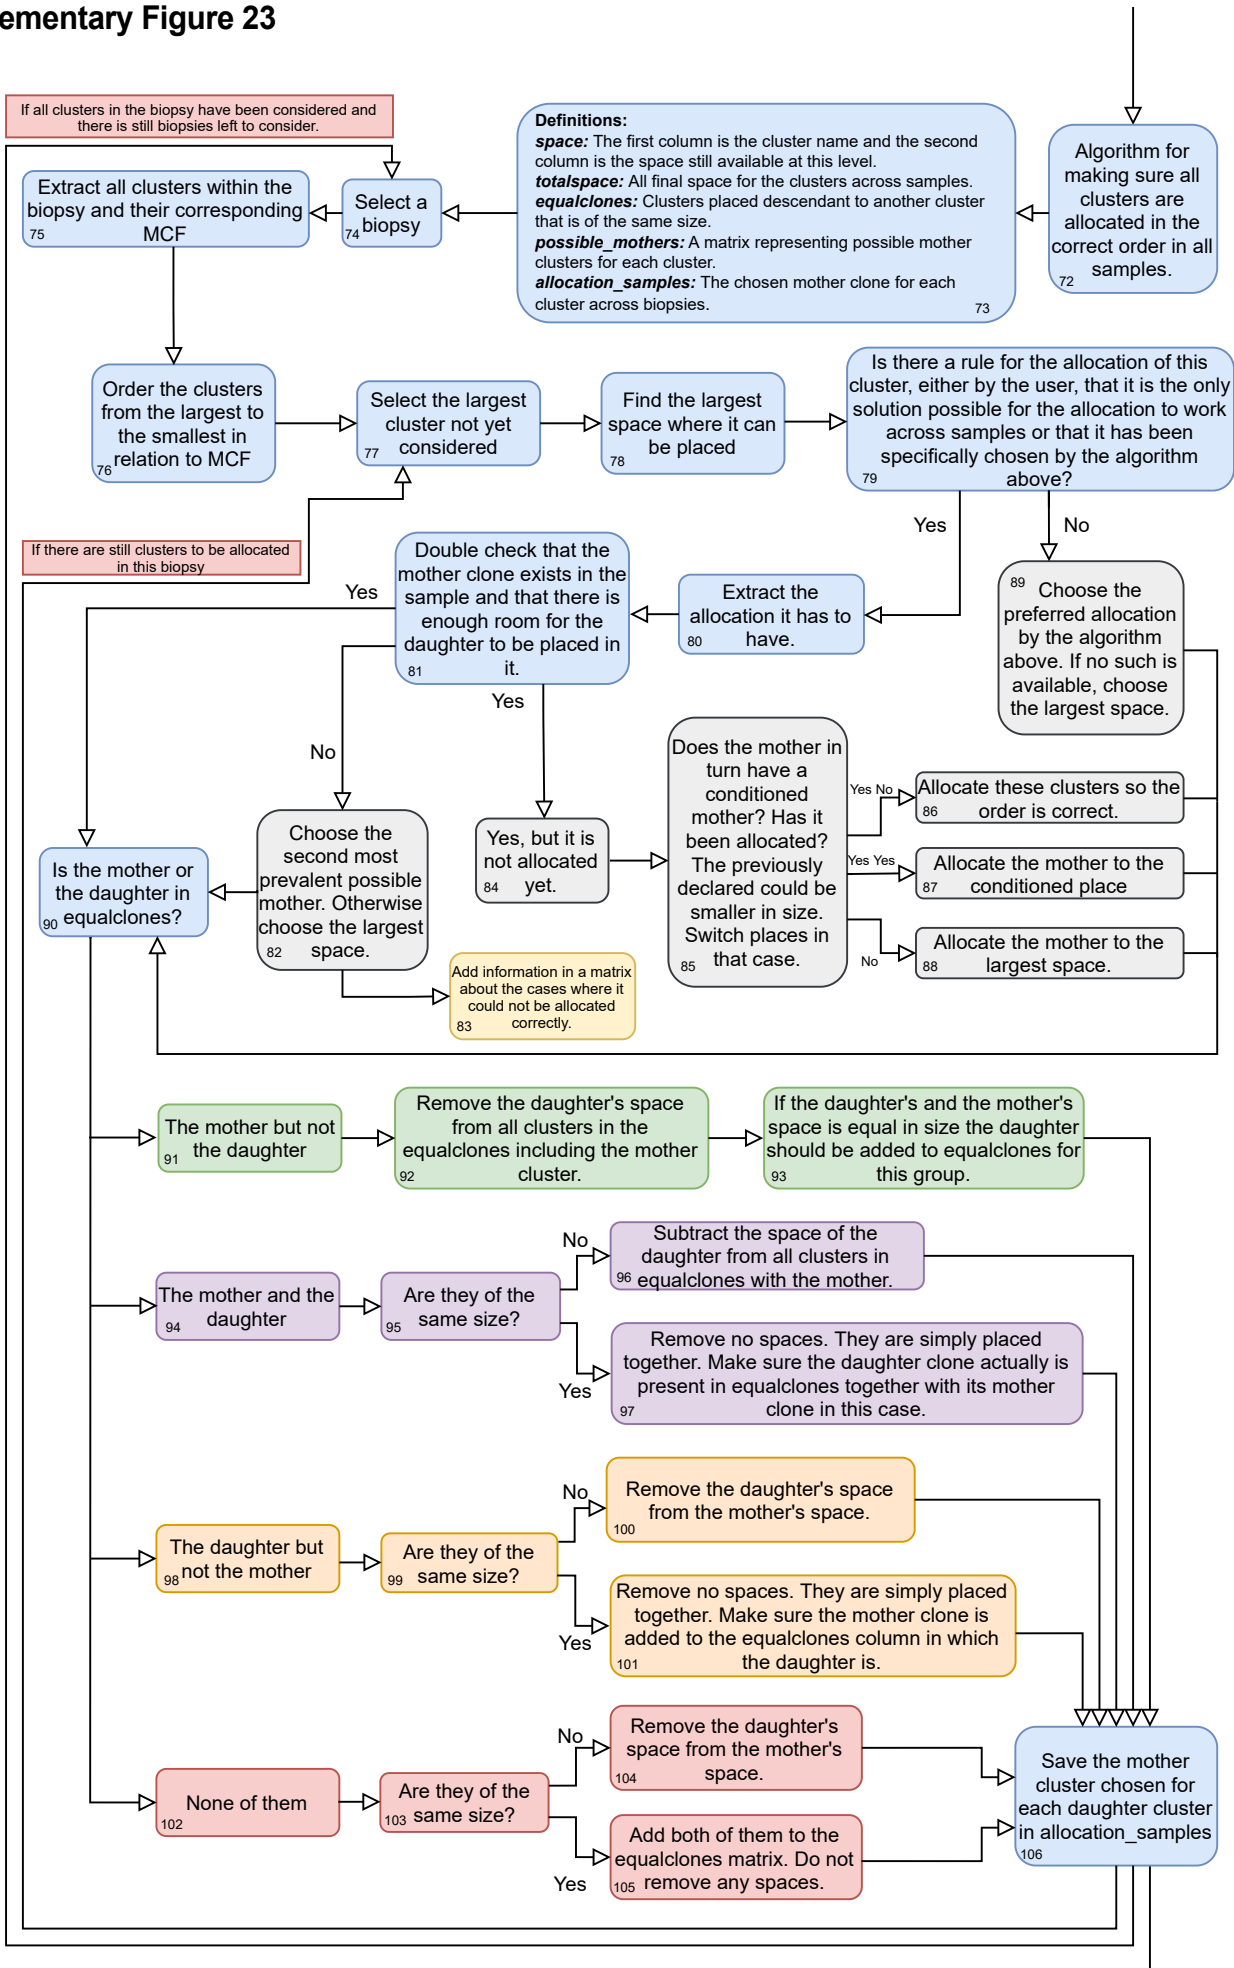 ementary Figure 23
If all clusters in the biopsy have been considered and
there is still biopsies left to consider.
Definitions:
space: The first column is the cluster name and the second
column is the space still available at this level.
totalspace: All final space for the clusters across samples.
equalclones: Clusters placed descendant to another cluster
that is of the same size.
possible_mothers: A matrix representing possible mother
clusters for each cluster.
allocation_samples: The chosen mother clone for each
cluster across biopsies.
73
Algorithm for
making sure all
clusters are
allocated in the
correct order in all
samples.
72
Select a
biopsy
74
Extract all clusters within the
biopsy and their corresponding
MCF
75
Order the clusters
from the largest to
the smallest in
relation to MCF
76
Select the largest
cluster not yet
considered
77
Find the largest
space where it can
be placed
78
Is there a rule for the allocation of this
cluster, either by the user, that it is the only
solution possible for the allocation to work
across samples or that it has been
specifically chosen by the algorithm
above?
79
Yes
No
If there are still clusters to be allocated
in this biopsy
Yes
Double check that the
mother clone exists in the
sample and that there is
enough room for the
daughter to be placed in
it.
81
Extract the
allocation it has to
have.
80
89
Choose the
preferred allocation
by the algorithm
above. If no such is
available, choose
the largest space.
Yes
No
Does the mother in
turn have a
conditioned
mother? Has it
been allocated?
The previously
declared could be
smaller in size.
Switch places in
that case.
85
Yes No
Allocate these clusters so the
order is correct.
86
Yes Yes
Allocate the mother to the
conditioned place
87
No
Allocate the mother to the
largest space.
88
Yes, but it is
not allocated
yet.
84
Choose the
second most
prevalent possible
mother. Otherwise
choose the largest
space.
82
Is the mother or
the daughter in
equalclones?
90
Add information in a matrix
about the cases where it
could not be allocated
correctly.
83
The mother but not
the daughter
91
Remove the daughter's space
from all clusters in the
equalclones including the mother
cluster.
92
If the daughter's and the mother's
space is equal in size the daughter
should be added to equalclones for
this group.
93
The mother and the
daughter
94
Are they of the
same size?
95
No
Subtract the space of the
daughter from all clusters in
equalclones with the mother.
96
Yes
Remove no spaces. They are simply placed
together. Make sure the daughter clone actually is
present in equalclones together with its mother
clone in this case.
97
The daughter but
not the mother
98
Are they of the
same size?
99
No
Remove the daughter's space
from the mother's space.
100
Yes
Remove no spaces. They are simply placed
together. Make sure the mother clone is
added to the equalclones column in which
the daughter is.
101
None of them
102
Are they of the
same size?
103
No
Remove the daughter's
space from the mother's
space.
104
Yes
Add both of them to the
equalclones matrix. Do not
remove any spaces.
105
Save the mother
cluster chosen for
each daughter cluster
in allocation_samples
106